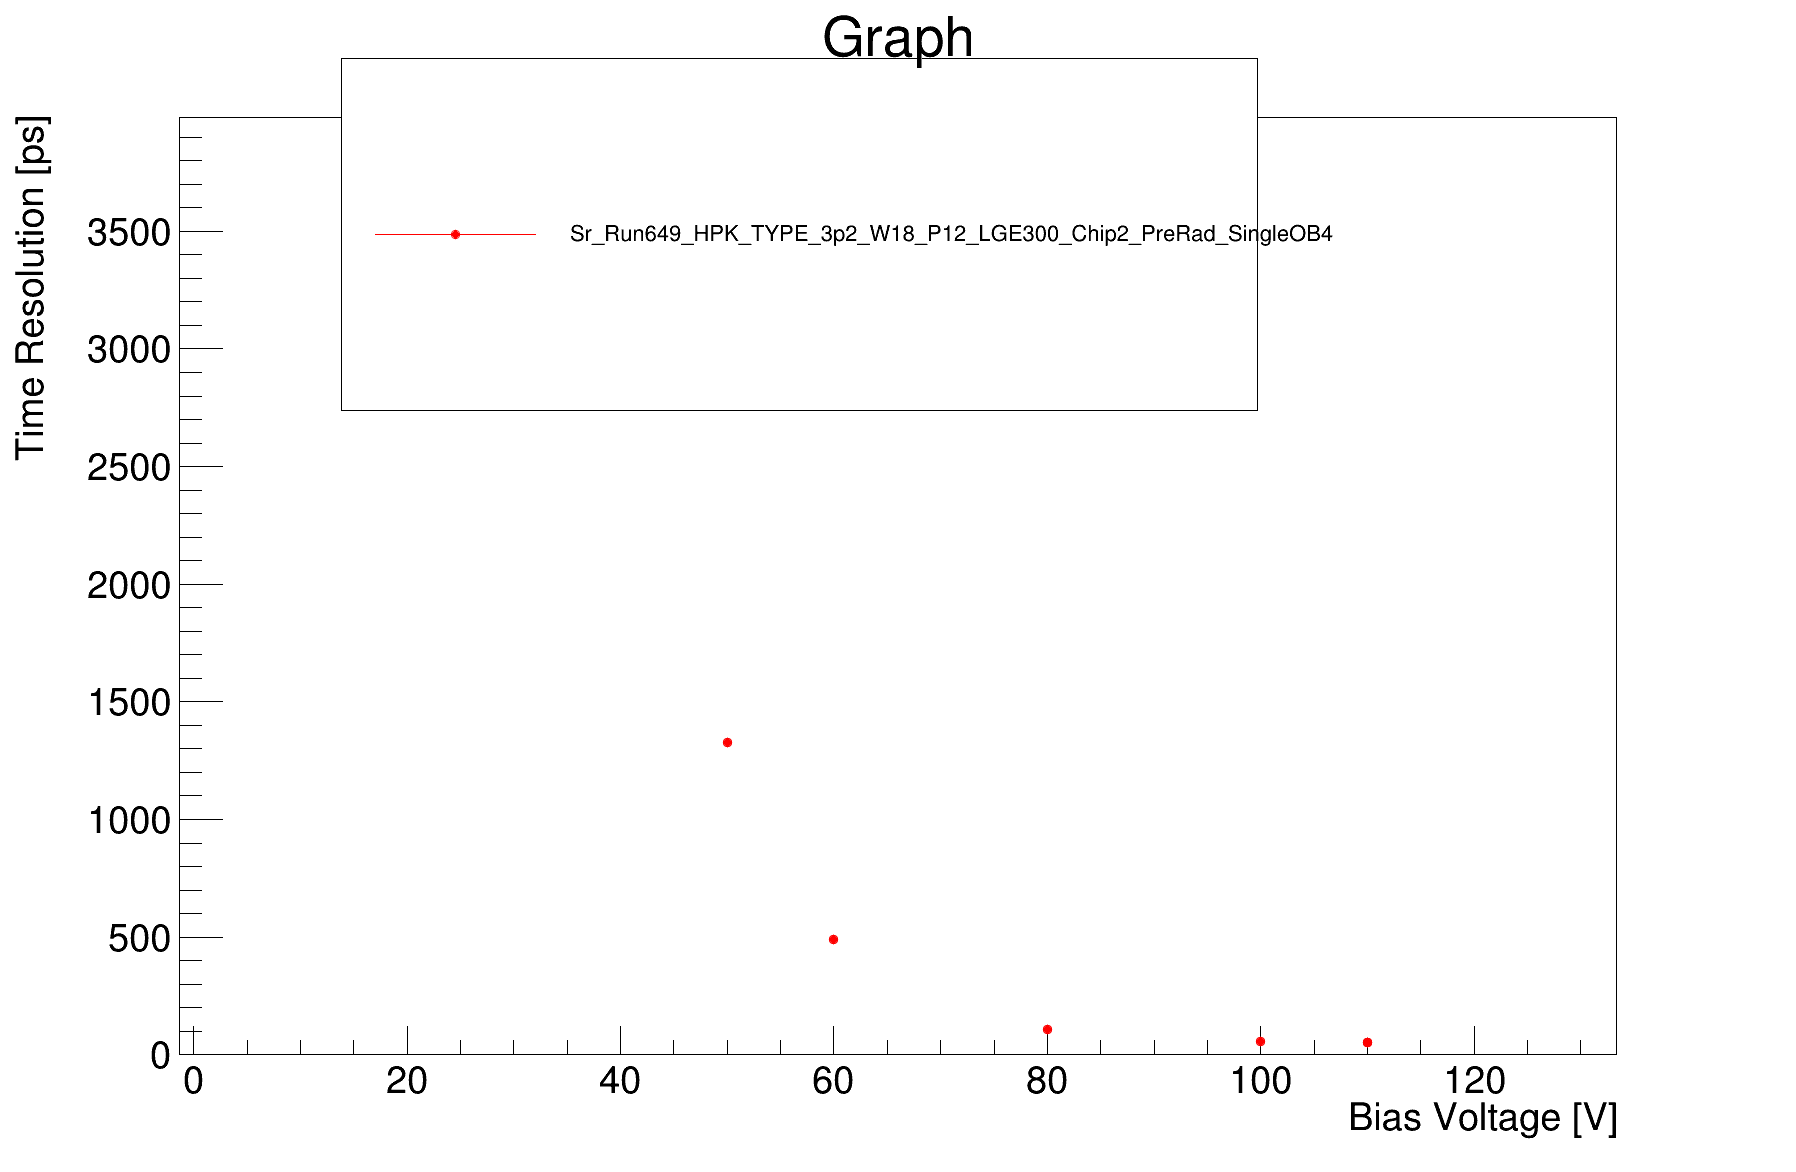 Graph
Time Resolution [ps]
Sr_Run649_HPK_TYPE_3p2_W18_P12_LGE300_Chip2_PreRad_SingleOB4
3500
3000
2500
2000
1500
1000
500
0
0 20 40 60 80 100 120
Bias Voltage [V]